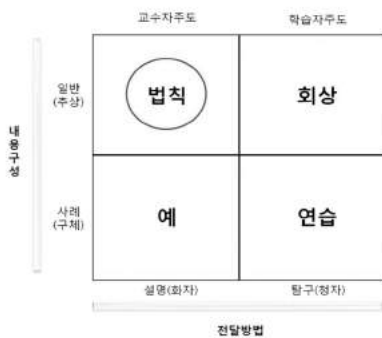 교수자주도 학습자주도
일반
(추상)
법칙 회상
내용구성
사례
(구체)
예 연습
설명(화자) 탐구(청자)
전달방법